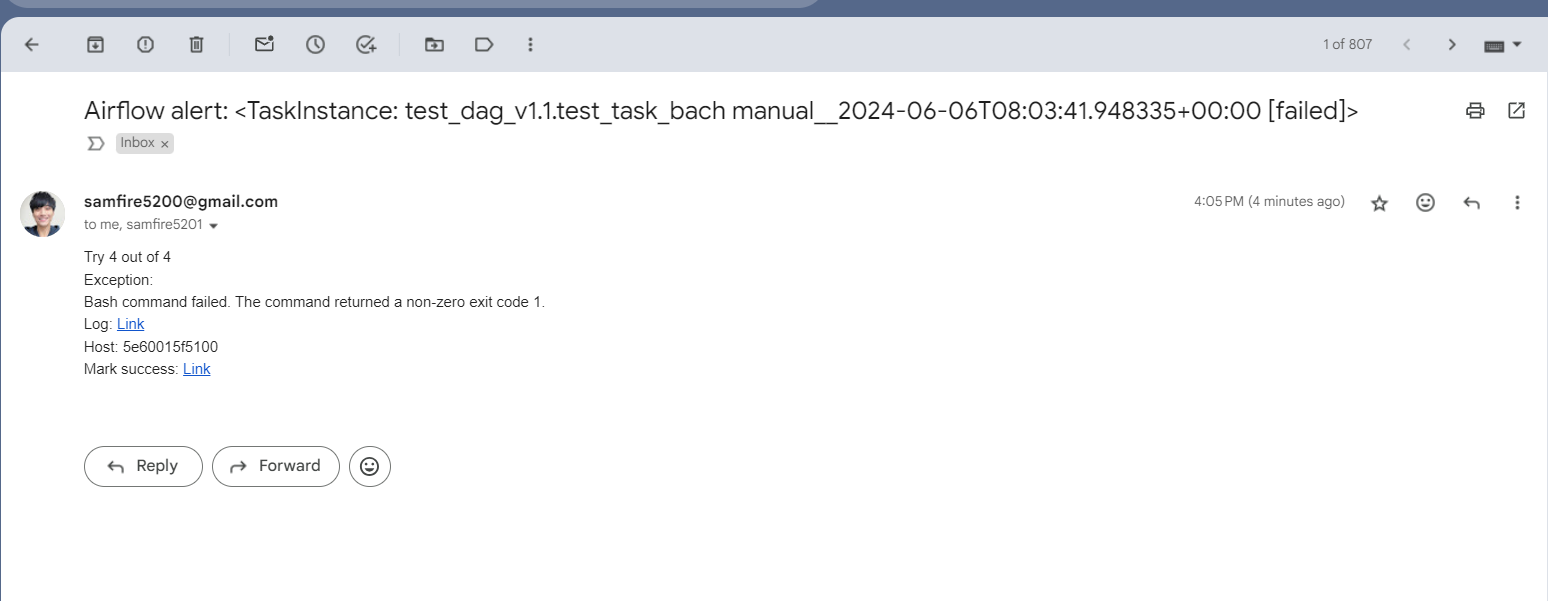 1 of 807
Airflow alert: <TaskInstance: test_dag_v1.1.test_task_bach manual__2024-06-06T08:03:41.948335+00:00 [failed]>
Inbox ×
samfire5200@gmail.com
4:05 PM (4 minutes ago)
to me, samfire5201
Try 4 out of 4
Exception:
Bash command failed. The command returned a non-zero exit code 1.
Log: Link
Host: 5e60015f5100
Mark success: Link
Reply
Forward